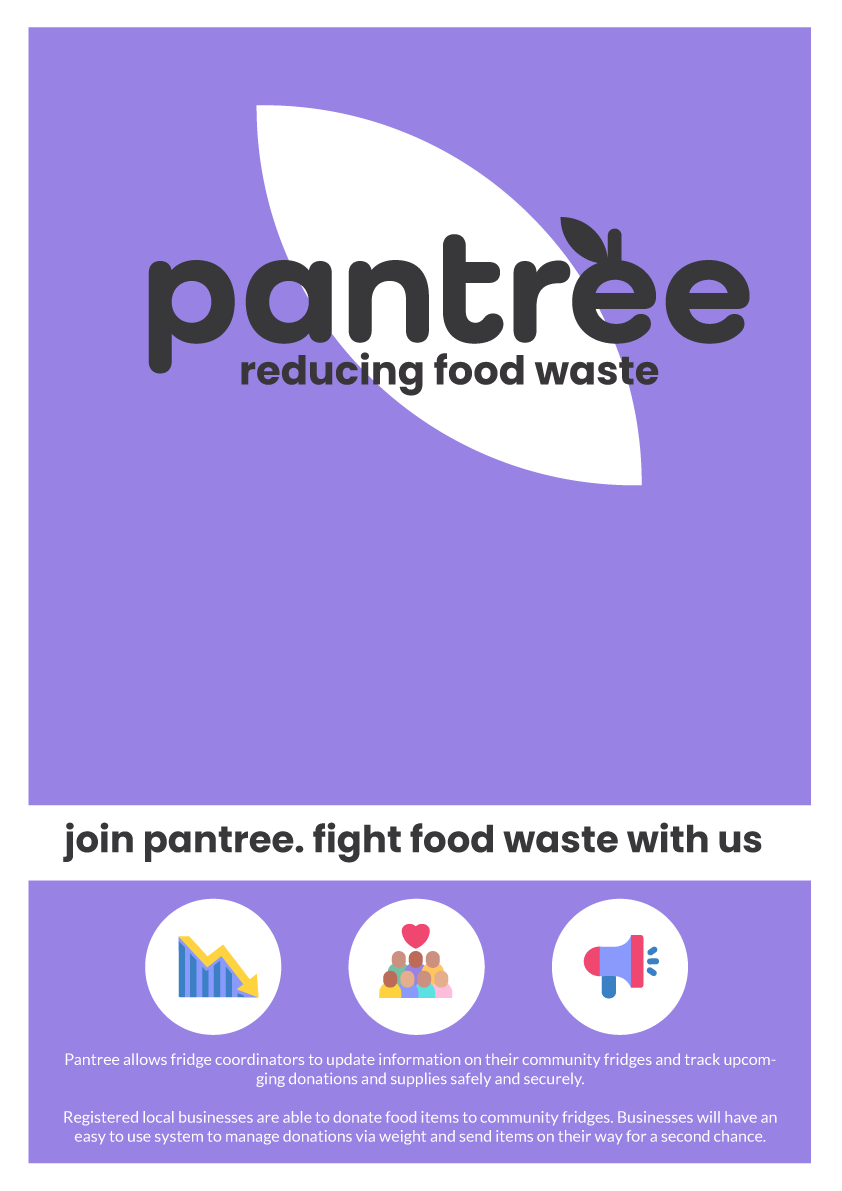 pantree
reducing food waste
join pantree. fight food waste with us
Pantree allows fridge coordinators to update information on their community fridges and track upcom-
ging donations and supplies safely and securely.
Registered local businesses are able to donate food items to community fridges. Businesses will have an
easy to use system to manage donations via weight and send items on their way for a second chance.